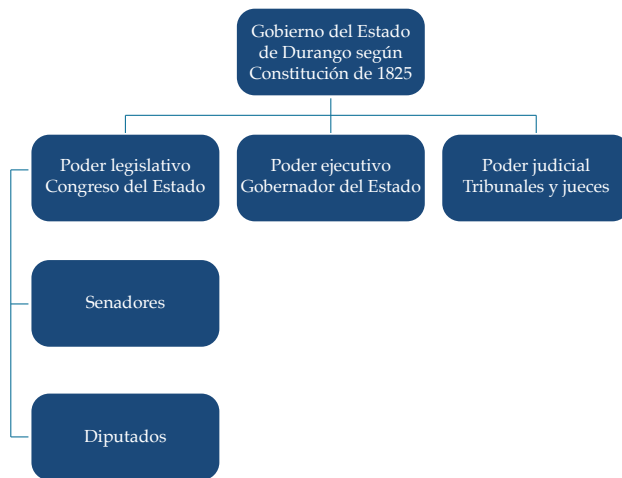 Gobierno del Estado
de Durango según
Constitución de 1825
Poder legislativo
Congreso del Estado
Poder ejecutivo
Gobernador del Estado
Poder judicial
Tribunales y jueces
Senadores
Diputados